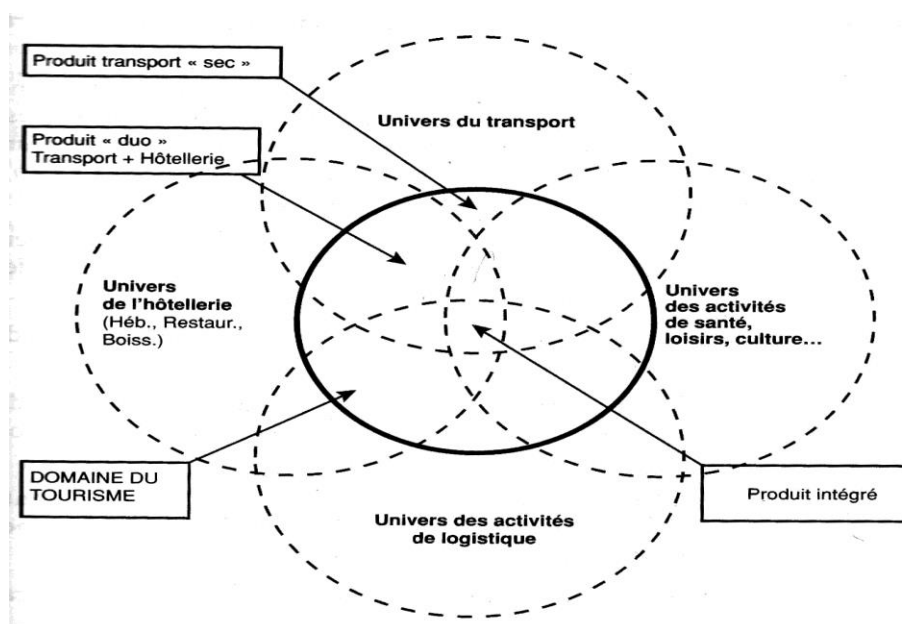 Produit transport « sec »
Univers du transport
Produit « duo »
Transport + Hôtellerie
Univers
de l'hôtellerie
(Héb., Restaur.,
Boiss.)
Univers
des activités
de santé,
loisirs, culture...
DOMAINE DU
TOURISME
Univers des activités
de logistique
Produit intégré